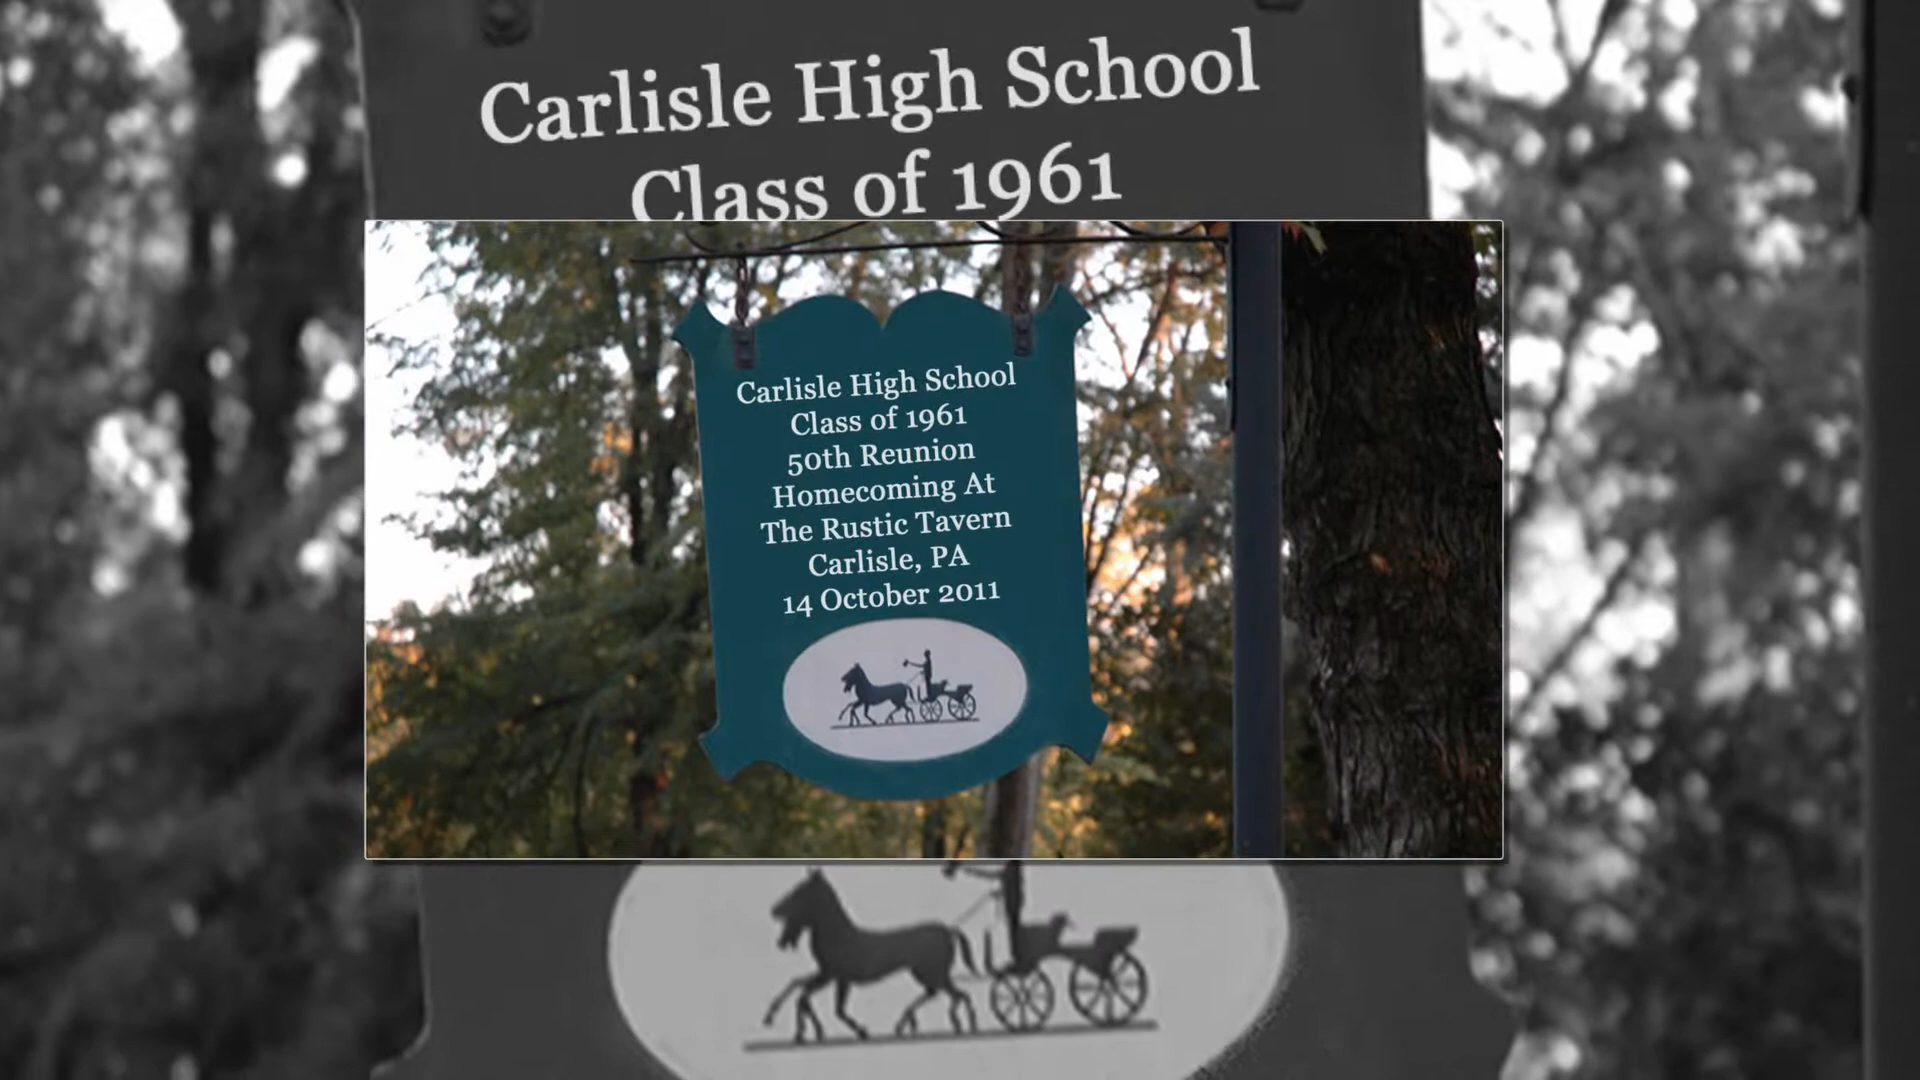 Carlisle High School
Class of 1961
Carlisle High School
Class of 1961
50th Reunion
Homecoming At
The Rustic Tavern
Carlisle, PA
14 October 2011